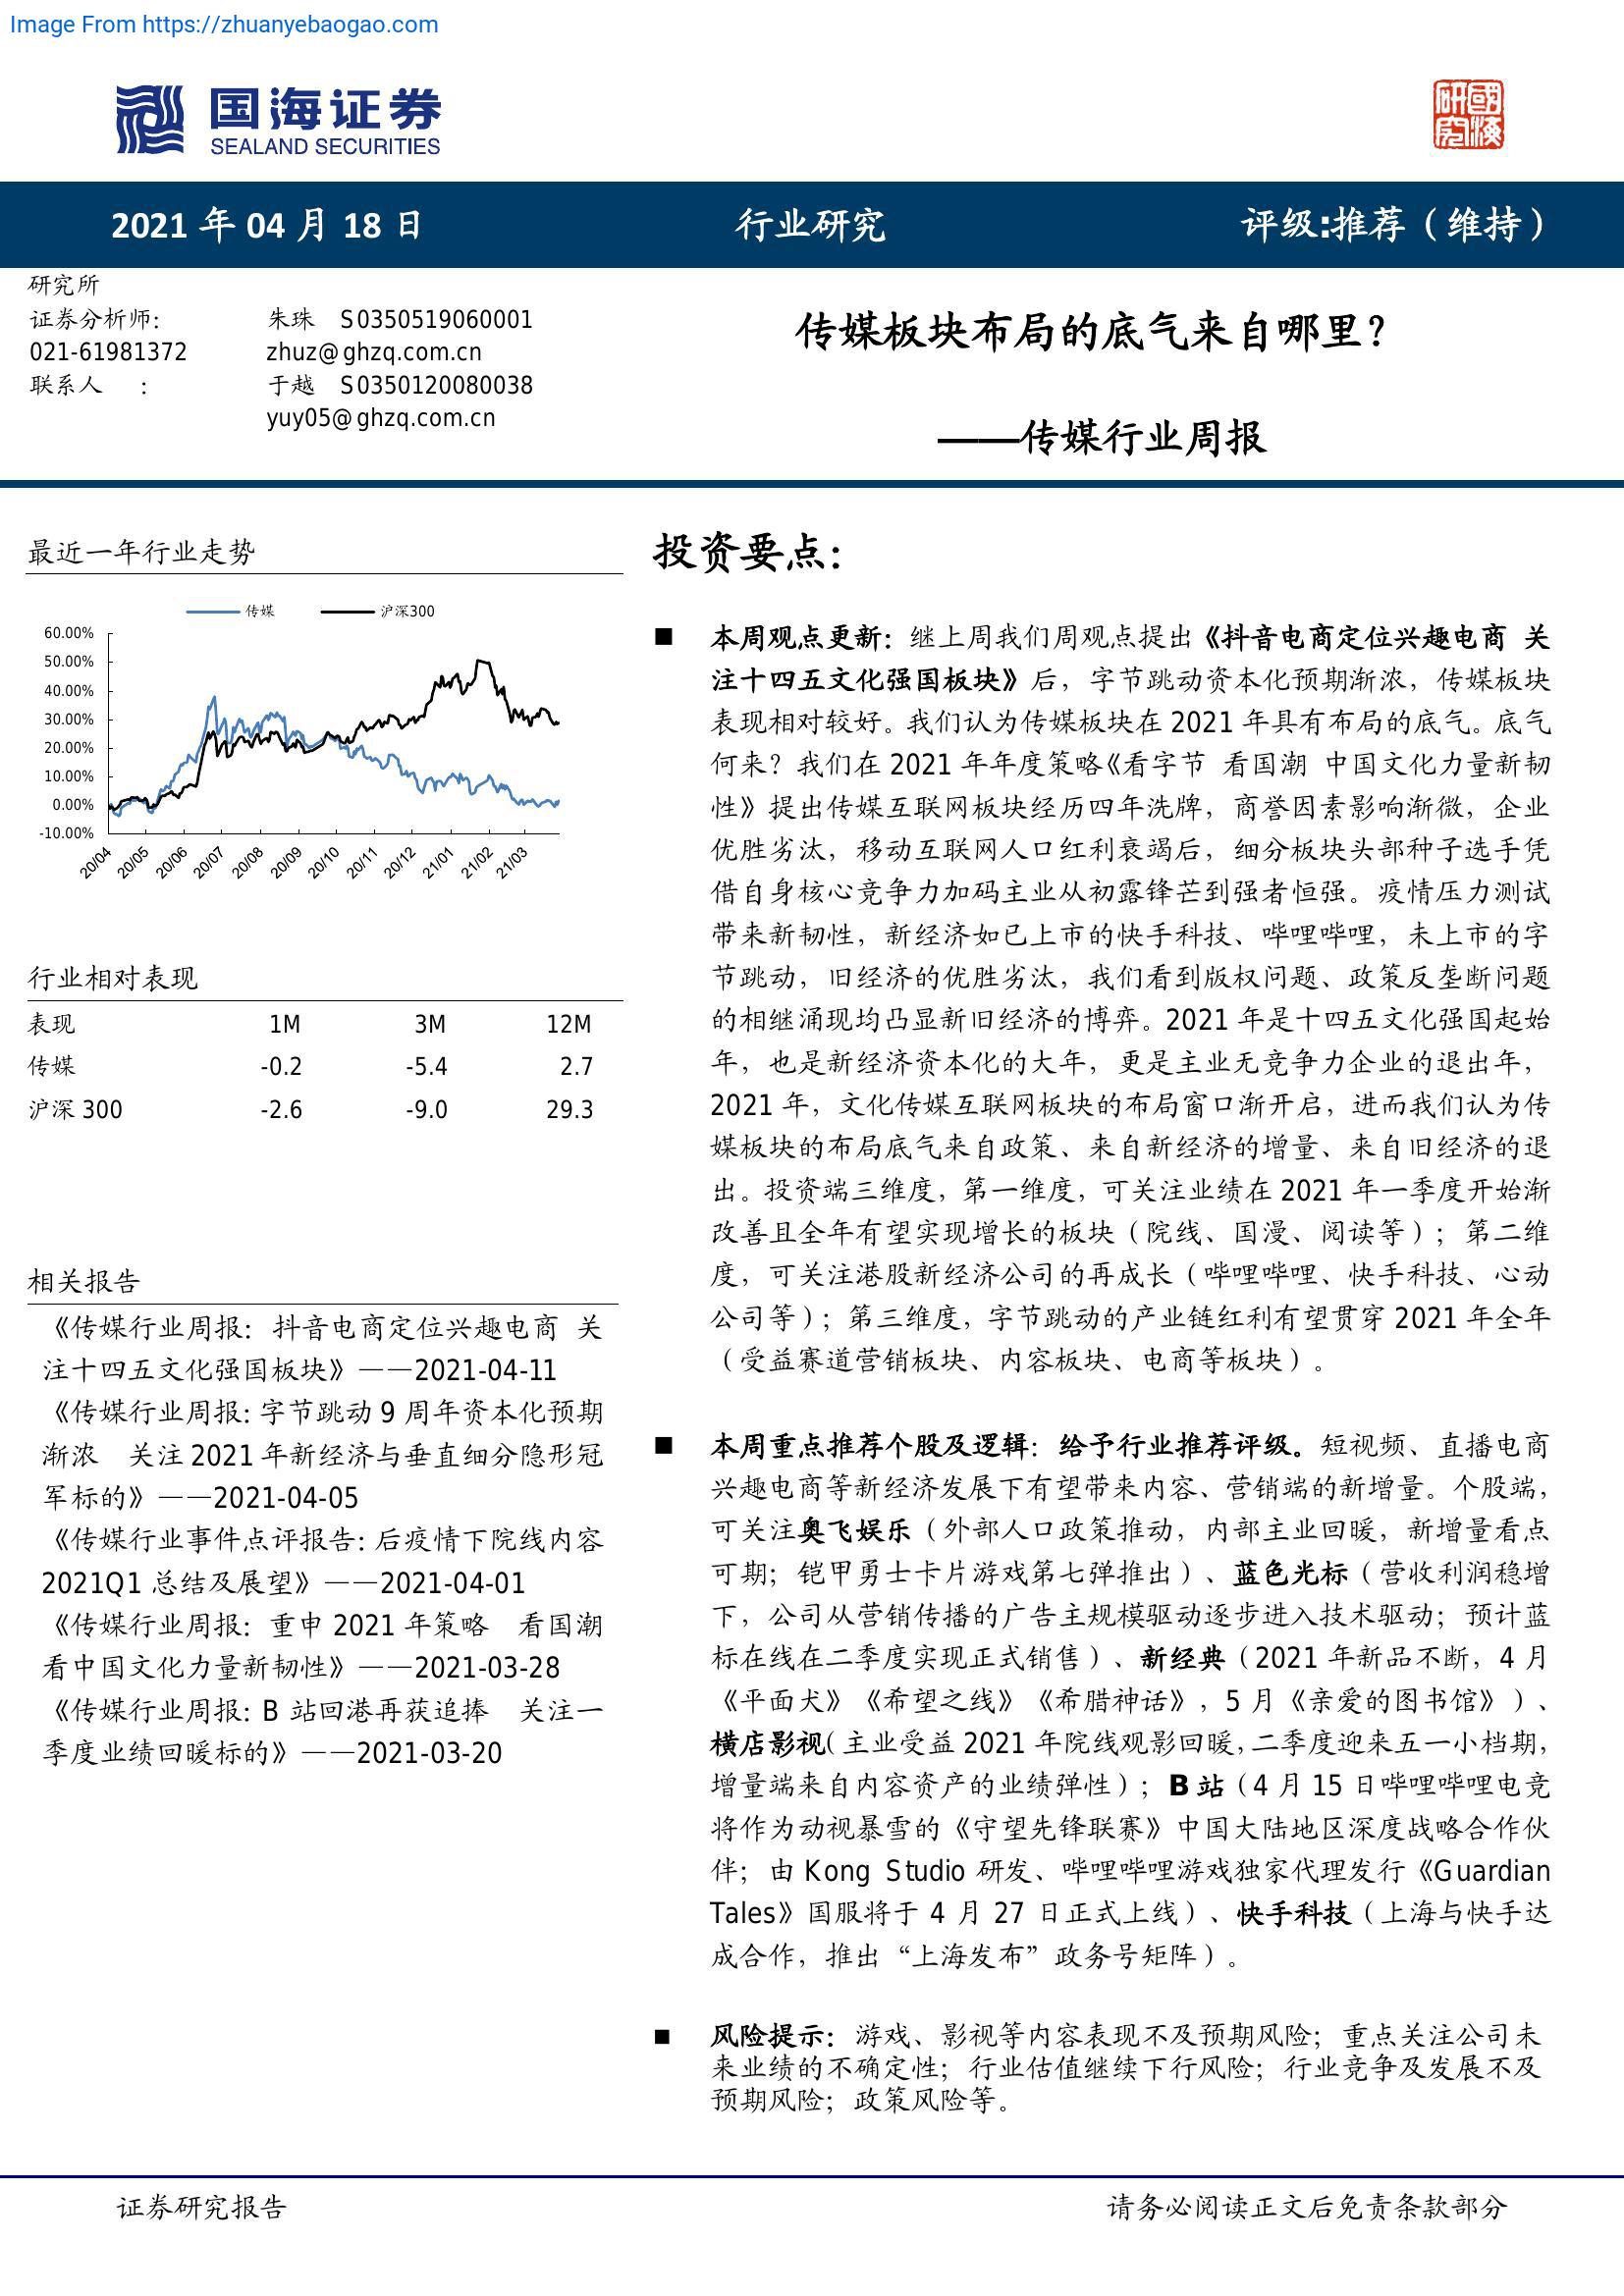 Image From https://zhuanyebaogao.com
国海证券
SEALAND SECURITIES
研國
究海
2021 年 04 月 18 日
行业研究
评级:推荐（维持）
研究所
证券分析师:
朱珠 S0350519060001
021-61981372
zhuz@ghzq.com.cn
联系人 :
于越 S0350120080038
yuy05@ghzq.com.cn
传媒板块布局的底气来自哪里?
——传媒行业周报
最近一年行业走势
传媒
沪深300
60.00%
50.00%
40.00%
30.00%
20.00%
10.00%
0.00%
-10.00%
20/04
20/05
20/06
20/07
20/08
20/09
20/10
20/11
20/12
21/01
21/02
21/03
行业相对表现
表现 1M 3M 12M
传媒 -0.2 -5.4 2.7
沪深 300 -2.6 -9.0 29.3
相关报告
《传媒行业周报：抖音电商定位兴趣电商 关
注十四五文化强国板块》——2021-04-11
《传媒行业周报：字节跳动 9 周年资本化预期
渐浓 关注 2021 年新经济与垂直细分隐形冠
军标的》——2021-04-05
《传媒行业事件点评报告：后疫情下院线内容
2021Q1 总结及展望》——2021-04-01
《传媒行业周报：重申 2021 年策略 看国潮
看中国文化力量新韧性》——2021-03-28
《传媒行业周报：B 站回港再获追捧 关注一
季度业绩回暖标的》——2021-03-20
投资要点：
■ 本周观点更新：继上周我们周观点提出《抖音电商定位兴趣电商 关
注十四五文化强国板块》后，字节跳动资本化预期渐浓，传媒板块
表现相对较好。我们认为传媒板块在 2021 年具有布局的底气。底气
何来？我们在 2021 年年度策略《看字节 看国潮 中国文化力量新韧
性》提出传媒互联网板块经历四年洗牌，商誉因素影响渐微，企业
优胜劣汰，移动互联网人口红利衰竭后，细分板块头部种子选手凭
借自身核心竞争力加码主业从初露锋芒到强者恒强。疫情压力测试
带来新韧性，新经济如已上市的快手科技、哔哩哔哩，未上市的字
节跳动，旧经济的优胜劣汰，我们看到版权问题、政策反垄断问题
的相继涌现均凸显新旧经济的博弈。2021 年是十四五文化强国起始
年，也是新经济资本化的大年，更是主业无竞争力企业的退出年，
2021 年，文化传媒互联网板块的布局窗口渐开启，进而我们认为传
媒板块的布局底气来自政策、来自新经济的增量、来自旧经济的退
出。投资端三维度，第一维度，可关注业绩在 2021 年一季度开始渐
改善且全年有望实现增长的板块（院线、国漫、阅读等）；第二维
度，可关注港股新经济公司的再成长（哔哩哔哩、快手科技、心动
公司等）；第三维度，字节跳动的产业链红利有望贯穿 2021 年全年
（受益赛道营销板块、内容板块、电商等板块）。
■ 本周重点推荐个股及逻辑：给予行业推荐评级。短视频、直播电商
兴趣电商等新经济发展下有望带来内容、营销端的新增量。个股端，
可关注奥飞娱乐（外部人口政策推动，内部主业回暖，新增量看点
可期；铠甲勇士卡片游戏第七弹推出）、蓝色光标（营收利润稳增
下，公司从营销传播的广告主规模驱动逐步进入技术驱动；预计蓝
标在线在二季度实现正式销售）、新经典（2021 年新品不断，4 月
《平面犬》《希望之线》《希腊神话》，5 月《亲爱的图书馆》）、
横店影视(主业受益 2021 年院线观影回暖,二季度迎来五一小档期，
增量端来自内容资产的业绩弹性）；B 站（4 月 15 日哔哩哔哩电竞
将作为动视暴雪的《守望先锋联赛》中国大陆地区深度战略合作伙
伴；由 Kong Studio 研发、哔哩哔哩游戏独家代理发行《Guardian
Tales》国服将于 4 月 27 日正式上线）、快手科技（上海与快手达
成合作，推出“上海发布”政务号矩阵）。
■ 风险提示：游戏、影视等内容表现不及预期风险；重点关注公司未
来业绩的不确定性；行业估值继续下行风险；行业竞争及发展不及
预期风险；政策风险等。
证券研究报告
请务必阅读正文后免责条款部分